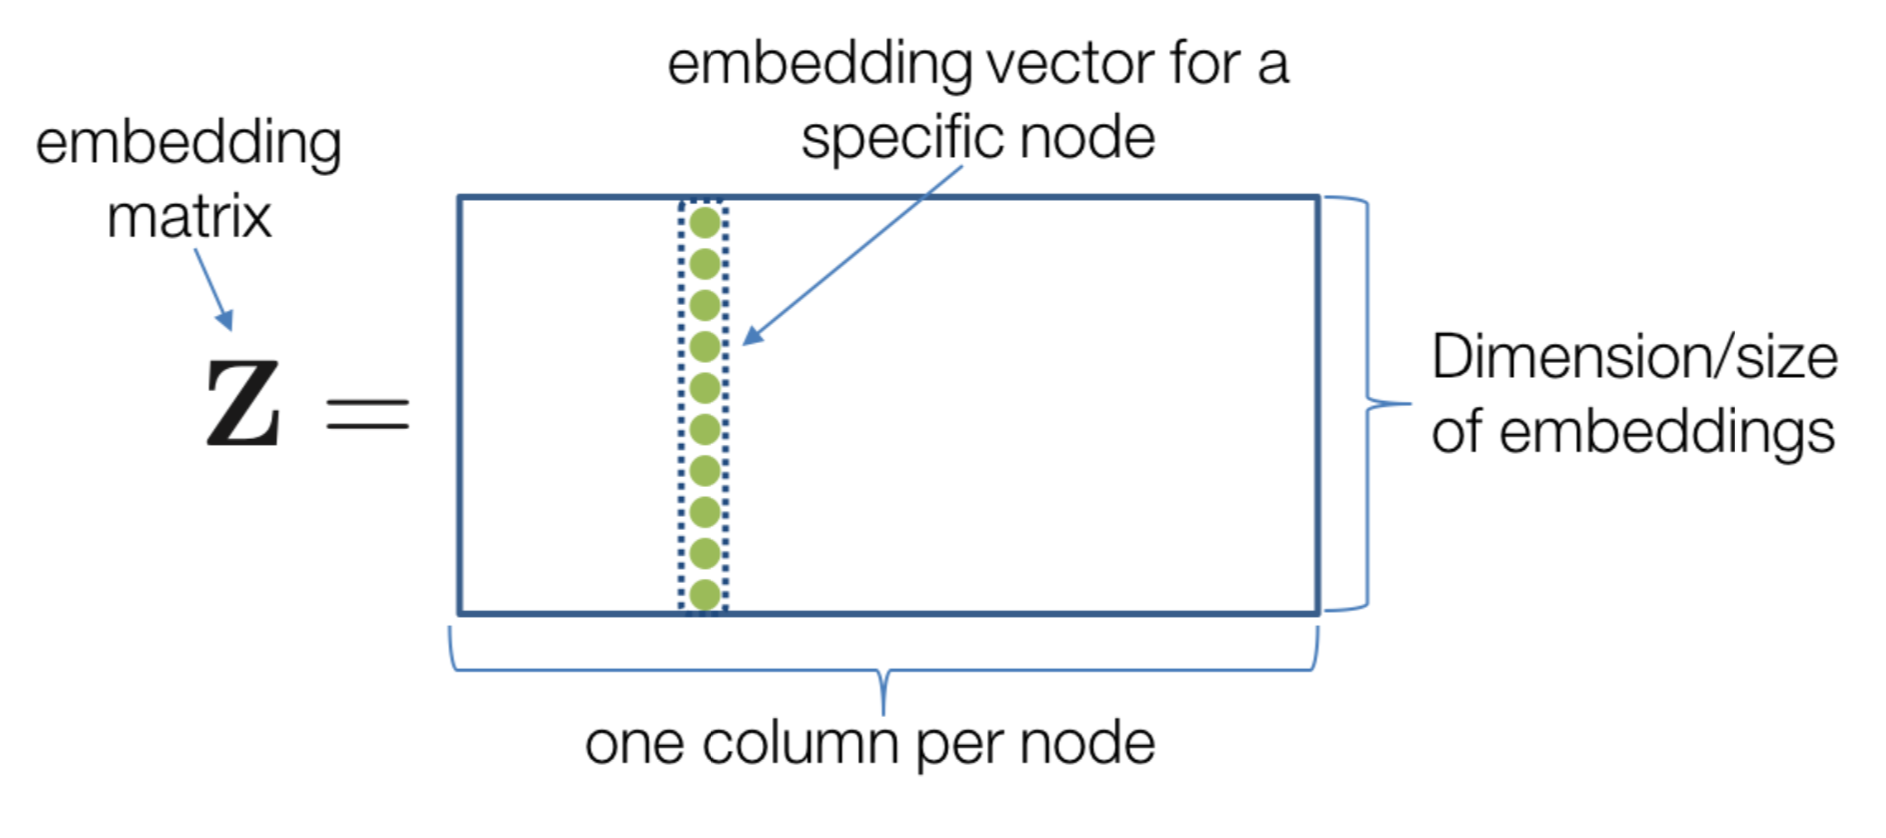 embedding vector for a
specific node
embedding
matrix
Z =
Dimension/size
of embeddings
one column per node